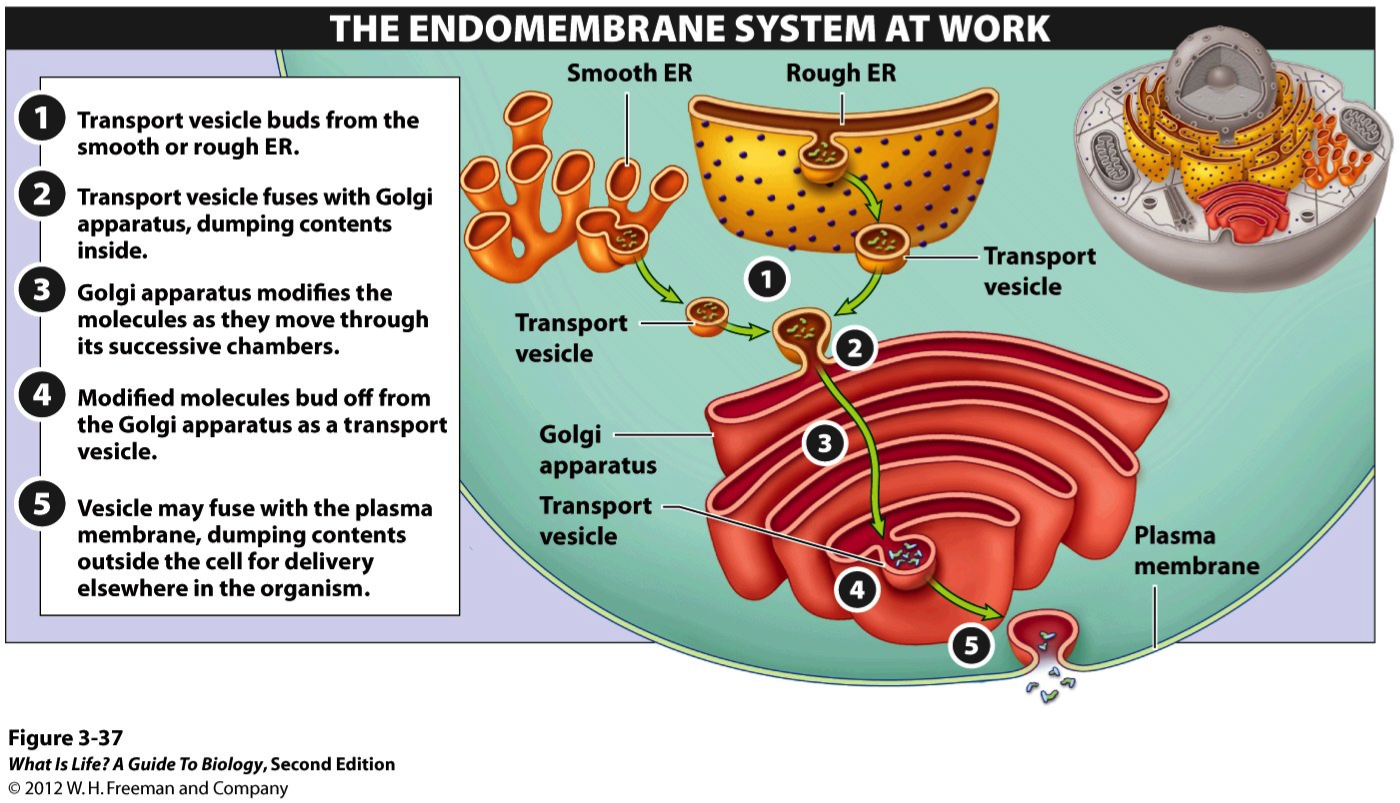 THE ENDOMEMBRANE SYSTEM AT WORK
1
Transport vesicle buds from the
smooth or rough ER.
2
Transport vesicle fuses with Golgi
apparatus, dumping contents
inside.
3
Golgi apparatus modifies the
molecules as they move through
its successive chambers.
4
Modified molecules bud off from
the Golgi apparatus as a transport
vesicle.
5
Vesicle may fuse with the plasma
membrane, dumping contents
outside the cell for delivery
elsewhere in the organism.
Smooth ER
Rough ER
Transport
vesicle
1
Transport
vesicle
2
Golgi
apparatus
3
Transport
vesicle
4
Plasma
membrane
5
Figure 3-37
What Is Life? A Guide To Biology, Second Edition
© 2012 W. H. Freeman and Company